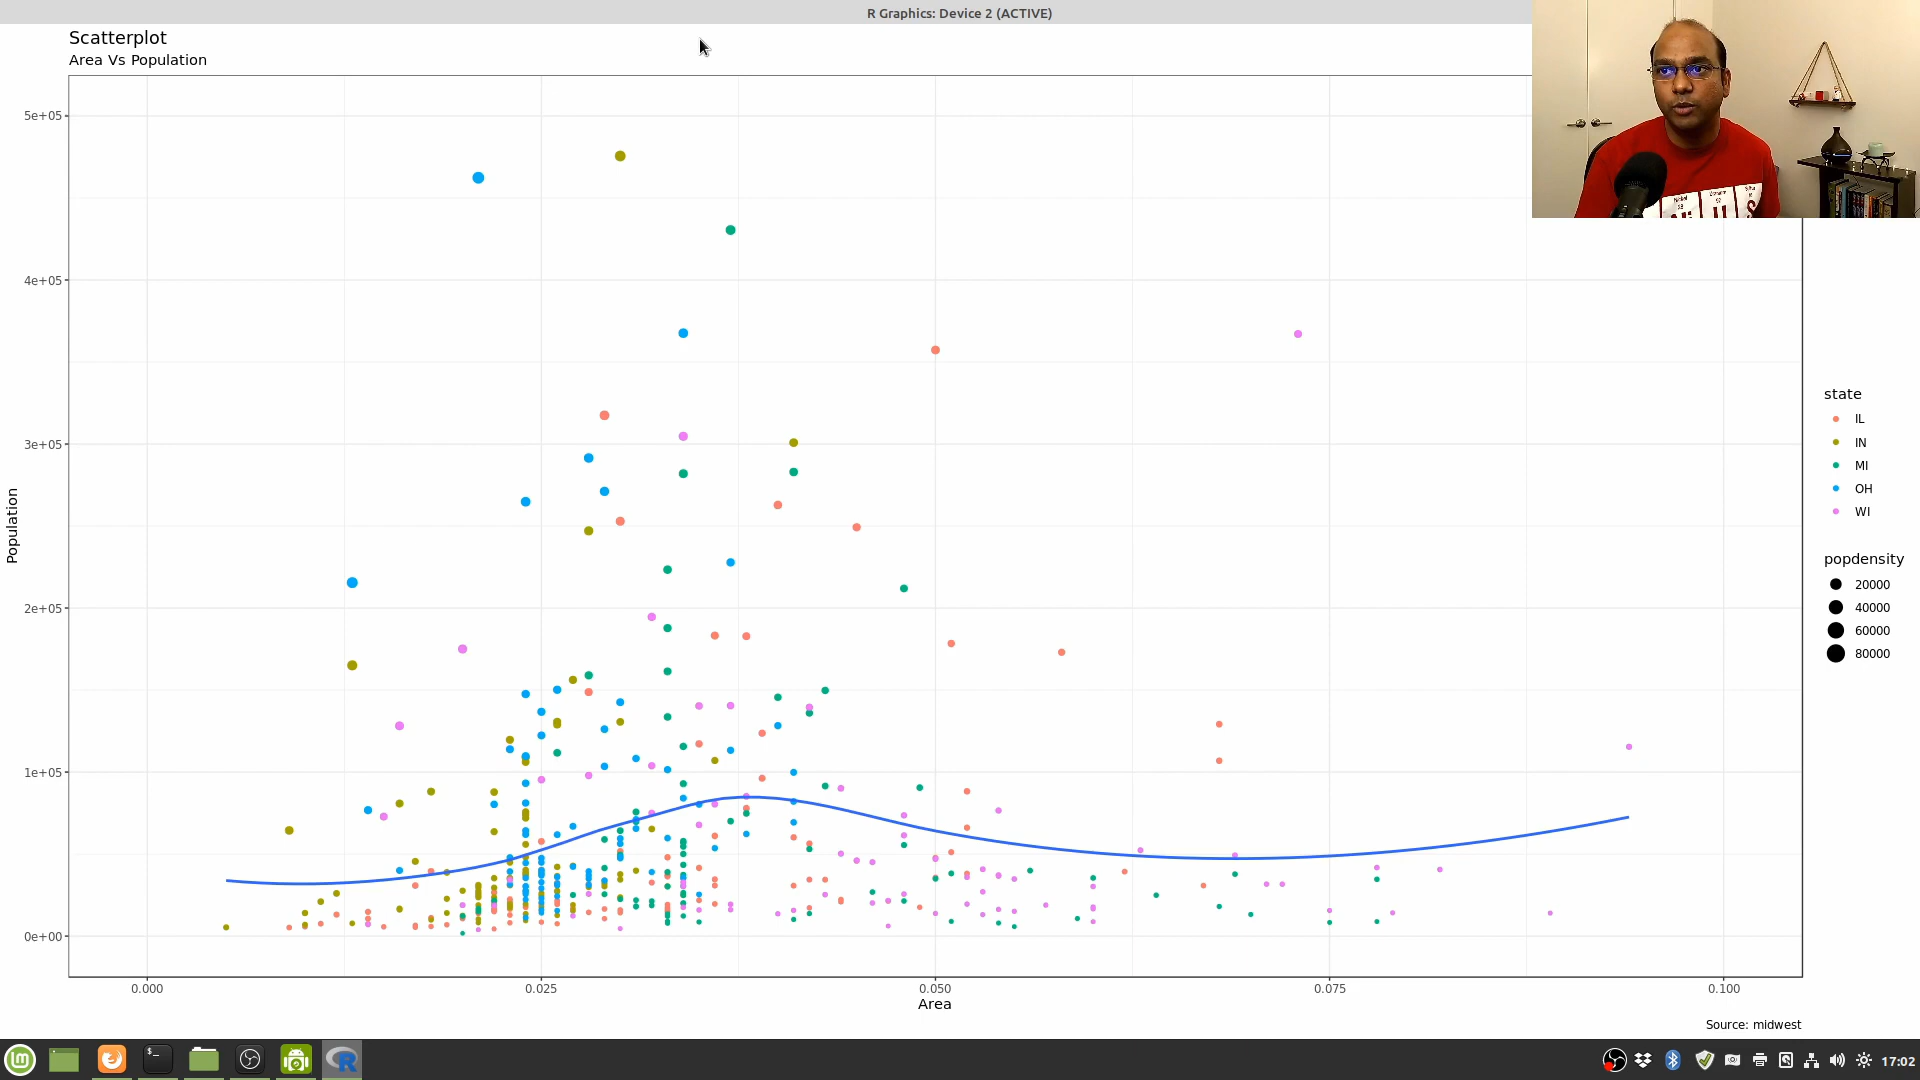 R Graphics: Device 2 (ACTIVE)
Scatterplot
Area Vs Population
5e+05
4e+05
3e+05
2e+05
1e+05
0e+00
Population
0.000
0.025
0.050
0.075
0.100
Area
Source: midwest
state
IL
IN
MI
OH
WI
popdensity
20000
40000
60000
80000
17:02